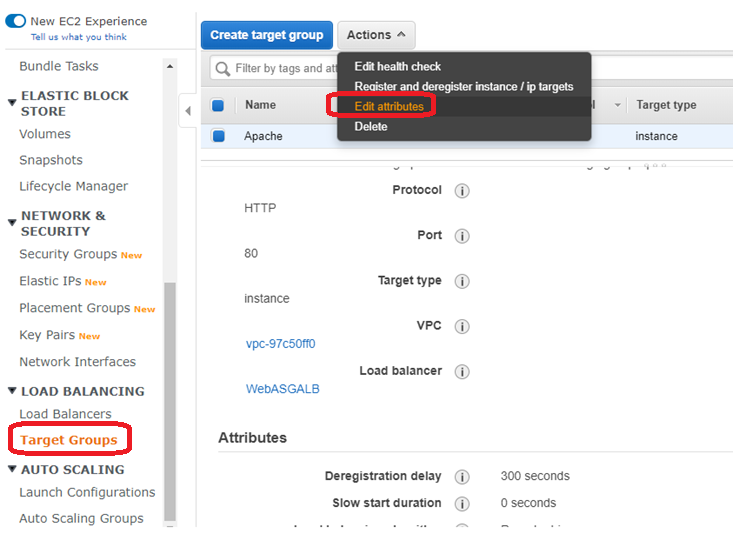 New EC2 Experience
Tell us what you think
Bundle Tasks
ELASTIC BLOCK
STORE
Volumes
Snapshots
Lifecycle Manager
NETWORK &
SECURITY
Security Groups New
Elastic IPs New
Placement Groups New
Key Pairs New
Network Interfaces
LOAD BALANCING
Load Balancers
Target Groups
AUTO SCALING
Launch Configurations
Auto Scaling Groups
Create target group
Actions
Filter by tags and
Edit health check
Register and deregister instance / ip targets
Edit attributes
Delete
Name
Target type
Apache
instance
Protocol
HTTP
Port
80
Target type
instance
VPC
vpc-97c50ff0
Load balancer
WebASGALB
Attributes
Deregistration delay 300 seconds
Slow start duration 0 seconds